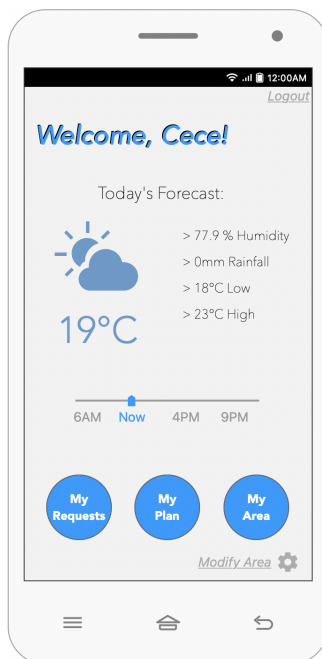 12:00AM
Logout
Welcome, Cece!
Today's Forecast:
> 77.9 % Humidity
> 0mm Rainfall
> 18°C Low
> 23°C High
19°C
6AM Now 4PM 9PM
My
Requests
My
Plan
My
Area
Modify Area